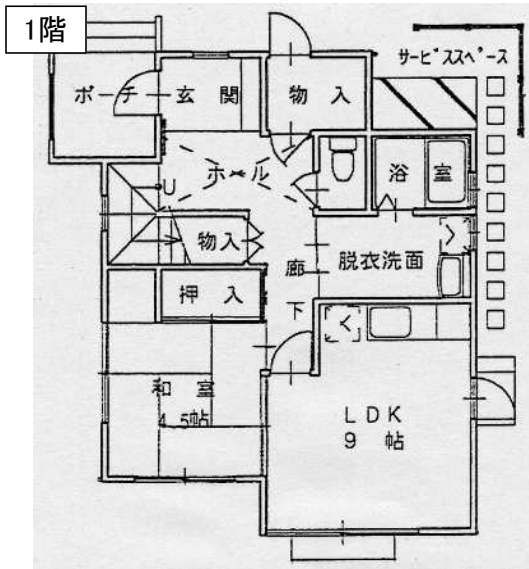 1階
サービススペース
ポーチ
玄関
物入
ホール
浴室
U
物入
脱衣洗面
廊下
押入
和室
4.5帖
LDK
9帖